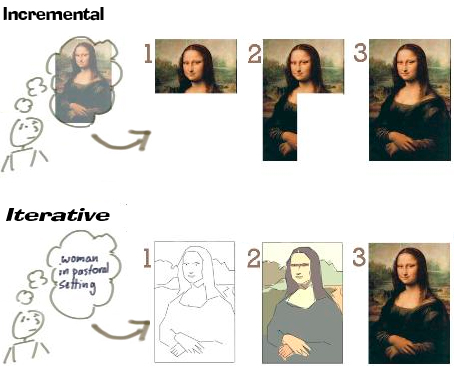 Incremental
1 2 3
Iterative
woman
in pastoral
setting
1 2 3